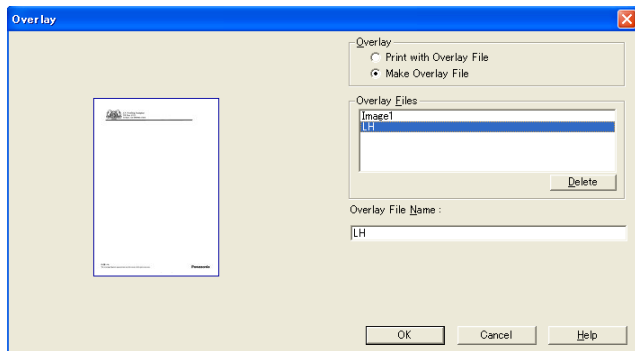 Overlay
Overlay
Print with Overlay File
Make Overlay File
Overlay Files
Image1
LH
Delete
Overlay File Name :
LH
Panasonic
OK
Cancel
Help